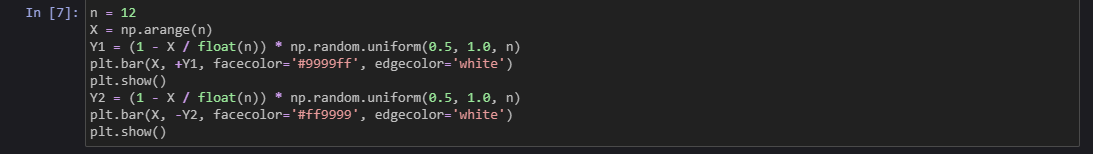 In [7]: n = 12
X = np.arange(n)
Y1 = (1 - X / float(n)) * np.random.uniform(0.5, 1.0, n)
plt.bar(X, +Y1, facecolor='#9999ff', edgecolor='white')
plt.show()
Y2 = (1 - X / float(n)) * np.random.uniform(0.5, 1.0, n)
plt.bar(X, -Y2, facecolor='#ff9999', edgecolor='white')
plt.show()